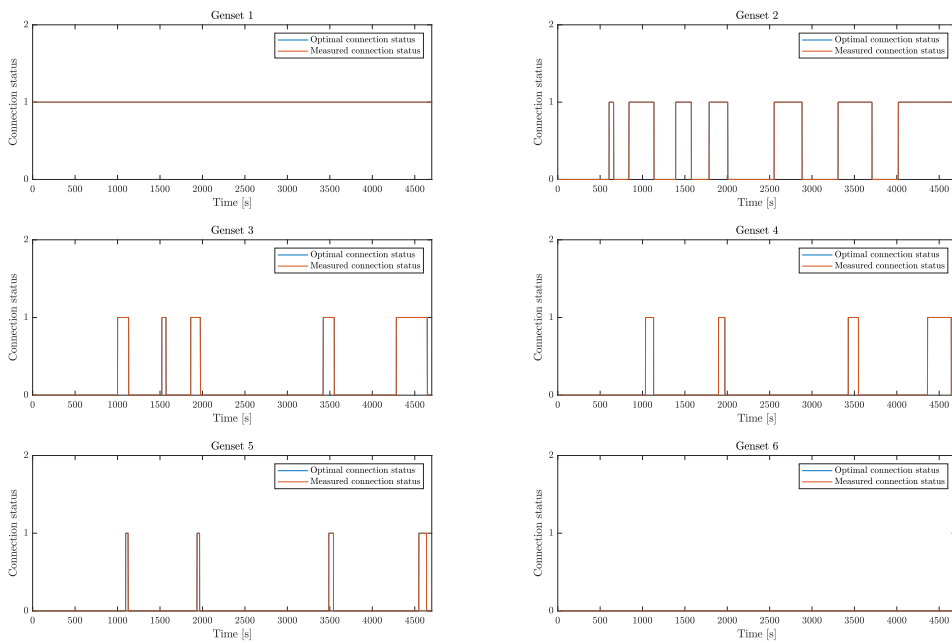 Genset 1
Connection status
2
1
0
Optimal connection status
Measured connection status
0 500 1000 1500 2000 2500 3000 3500 4000 4500
Time [s]
Genset 2
Connection status
2
1
0
Optimal connection status
Measured connection status
0 500 1000 1500 2000 2500 3000 3500 4000 4500
Time [s]
Genset 3
Connection status
2
1
0
Optimal connection status
Measured connection status
0 500 1000 1500 2000 2500 3000 3500 4000 4500
Time [s]
Genset 4
Connection status
2
1
0
Optimal connection status
Measured connection status
0 500 1000 1500 2000 2500 3000 3500 4000 4500
Time [s]
Genset 5
Connection status
2
1
0
Optimal connection status
Measured connection status
0 500 1000 1500 2000 2500 3000 3500 4000 4500
Time [s]
Genset 6
Connection status
2
1
0
Optimal connection status
Measured connection status
0 500 1000 1500 2000 2500 3000 3500 4000 4500
Time [s]